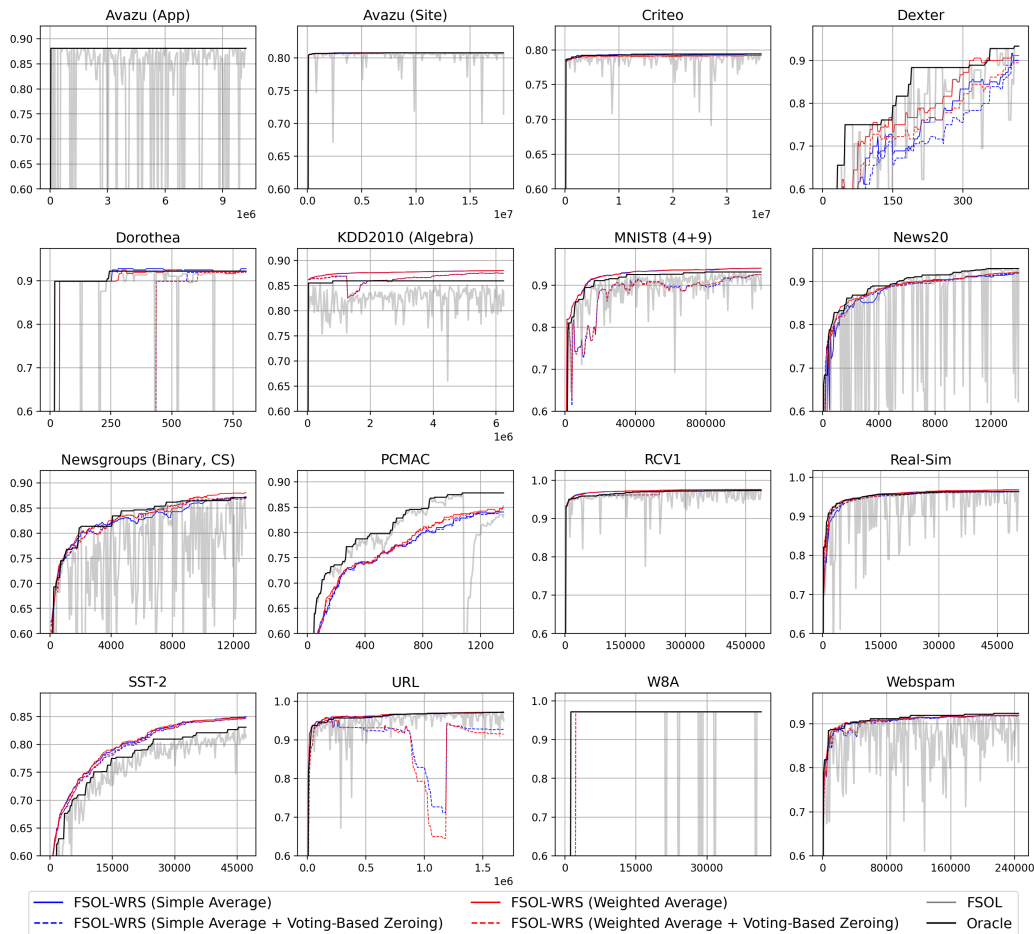 Avazu (App) Avazu (Site) Criteo Dexter
0.90 0.85 0.80 0.75 0.70 0.65 0.60
0 3 6 9 1e6
0.80 0.75 0.70 0.65 0.60
0.0 0.5 1.0 1.5 1e7
0.80 0.75 0.70 0.65 0.60
0 1 2 3 1e7
0.9 0.8 0.7 0.6
0 150 300
Dorothea KDD2010 (Algebra) MNIST8 (4+9) News20
0.9 0.8 0.7 0.6
0 250 500 750
0.90 0.85 0.80 0.75 0.70 0.65 0.60
0 2 4 6 1e6
0.9 0.8 0.7 0.6
0 400000 800000
0.9 0.8 0.7 0.6
0 4000 8000 12000
Newsgroups (Binary, CS) PCMAC RCV1 Real-Sim
0.90 0.85 0.80 0.75 0.70 0.65 0.60
0 4000 8000 12000
0.90 0.85 0.80 0.75 0.70 0.65 0.60
0 400 800 1200
1.0 0.9 0.8 0.7 0.6
0 150000 300000 450000
1.0 0.9 0.8 0.7 0.6
0 15000 30000 45000
SST-2 URL W8A Webspam
0.85 0.80 0.75 0.70 0.65 0.60
0 15000 30000 45000
1.0 0.9 0.8 0.7 0.6
0.0 0.5 1.0 1.5 1e6
1.0 0.9 0.8 0.7 0.6
0 15000 30000
0.9 0.8 0.7 0.6
0 80000 160000 240000
FSOL-WRS (Simple Average) FSOL-WRS (Weighted Average) FSOL
FSOL-WRS (Simple Average + Voting-Based Zeroing) FSOL-WRS (Weighted Average + Voting-Based Zeroing) Oracle